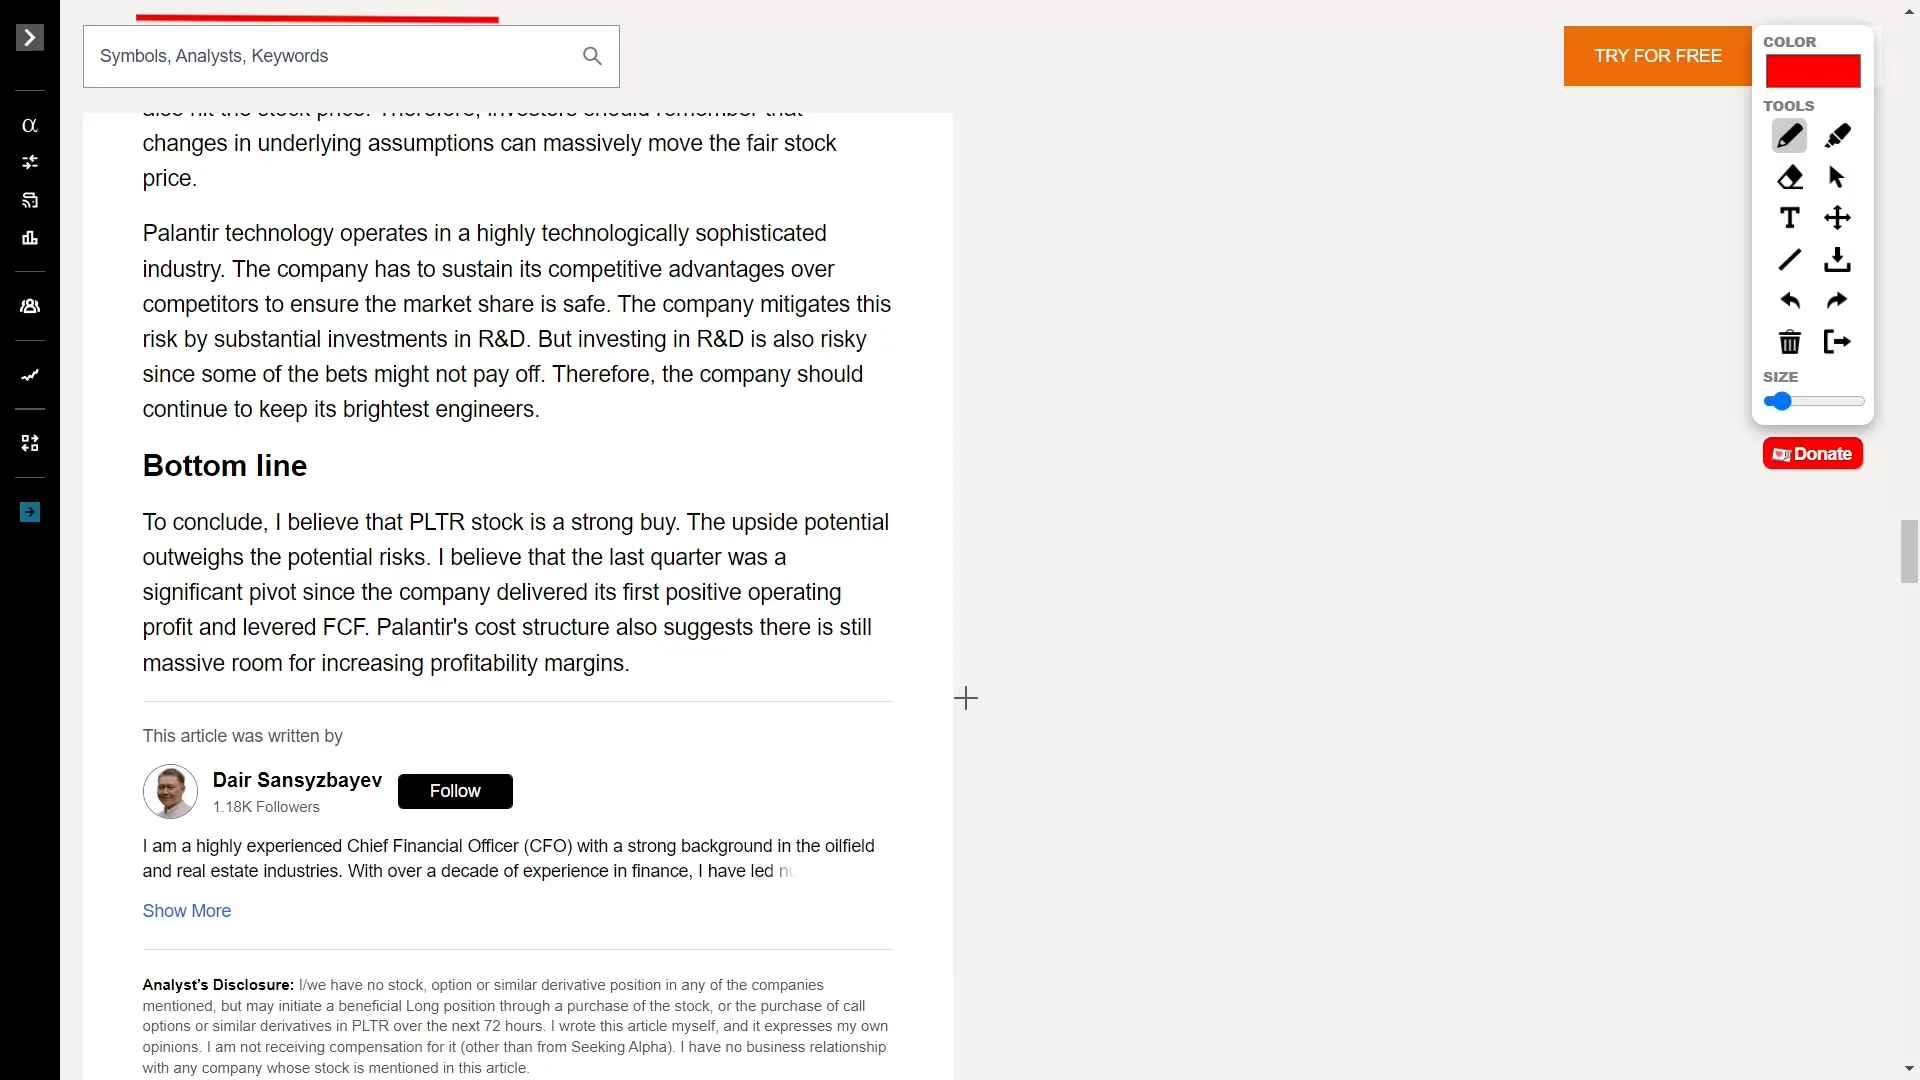 Symbols, Analysts, Keywords
TRY FOR FREE
COLOR
TOOLS
SIZE
Donate
also hit the stock price. Therefore, investors should remember that
changes in underlying assumptions can massively move the fair stock
price.
Palantir technology operates in a highly technologically sophisticated
industry. The company has to sustain its competitive advantages over
competitors to ensure the market share is safe. The company mitigates this
risk by substantial investments in R&D. But investing in R&D is also risky
since some of the bets might not pay off. Therefore, the company should
continue to keep its brightest engineers.
Bottom line
To conclude, I believe that PLTR stock is a strong buy. The upside potential
outweighs the potential risks. I believe that the last quarter was a
significant pivot since the company delivered its first positive operating
profit and levered FCF. Palantir's cost structure also suggests there is still
massive room for increasing profitability margins.
This article was written by
Dair Sansyzbayev
1.18K Followers
Follow
I am a highly experienced Chief Financial Officer (CFO) with a strong background in the oilfield
and real estate industries. With over a decade of experience in finance, I have led
Show More
Analyst’s Disclosure: I/we have no stock, option or similar derivative position in any of the companies
mentioned, but may initiate a beneficial Long position through a purchase of the stock, or the purchase of call
options or similar derivatives in PLTR over the next 72 hours. I wrote this article myself, and it expresses my own
opinions. I am not receiving compensation for it (other than from Seeking Alpha). I have no business relationship
with any company whose stock is mentioned in this article.